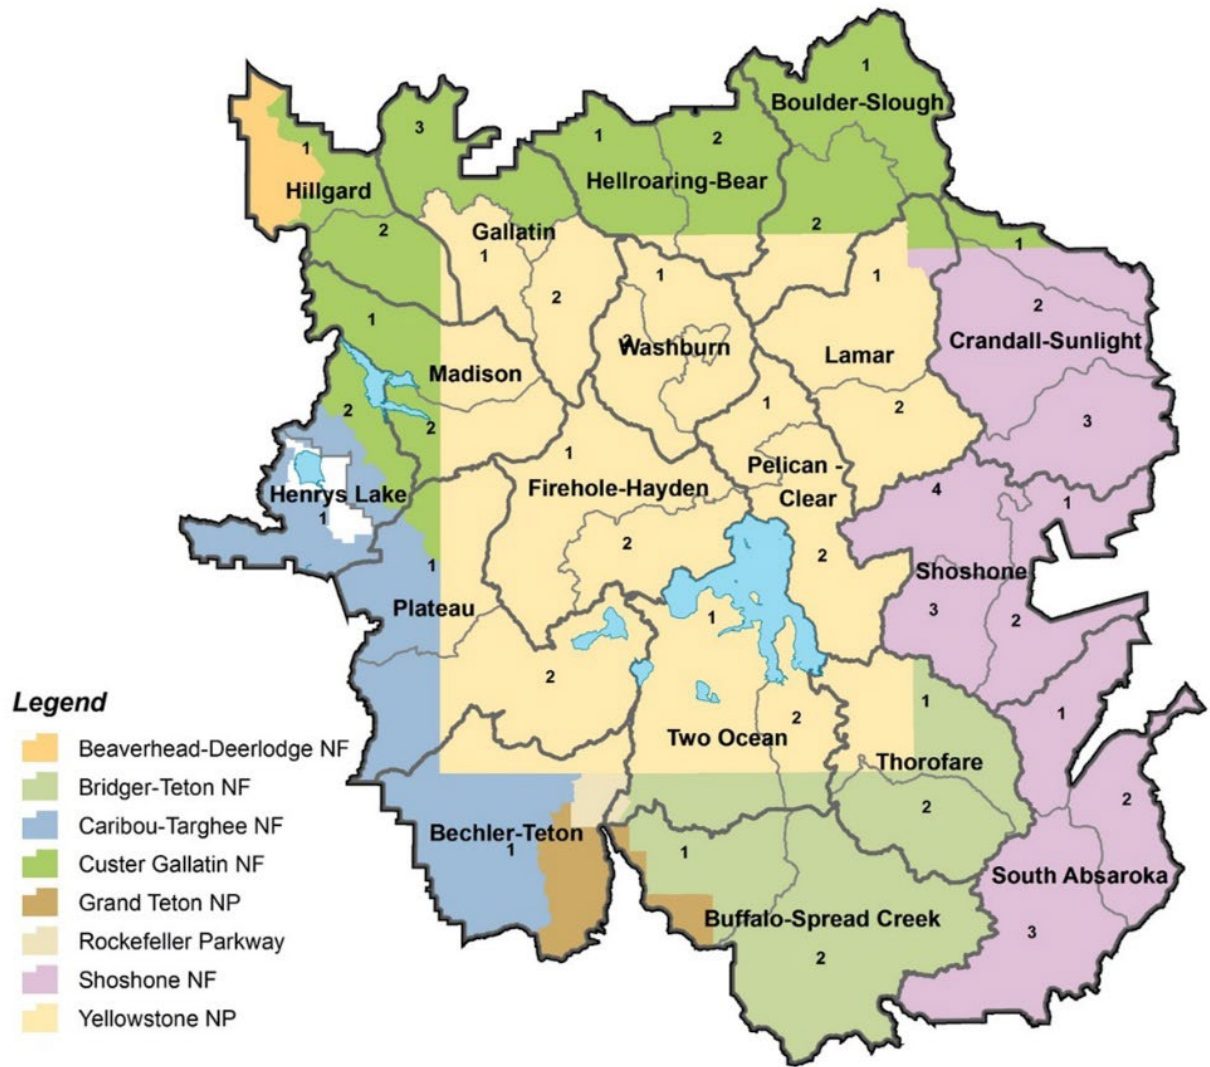 1
Boulder-Slough
3
1
2
1
Hellroaring-Bear
Hillgard
2
2
Gallatin
1
1
1
1
2
2
1
2
Washburn
Crandall-Sunlight
Lamar
Madison
1
2
2
2
3
1
Pelican -
Clear
4
Firehole-Hayden
Henrys Lake
1
1
2
2
1
Shoshone
Plateau
3
1
2
2
Legend
1
1
2
Two Ocean
Beaverhead-Deerlodge NF
Thorofare
Bridger-Teton NF
2
2
Caribou-Targhee NF
Bechler-Teton
1
1
Custer Gallatin NF
South Absaroka
Grand Teton NP
Buffalo-Spread Creek
3
Rockefeller Parkway
2
Shoshone NF
Yellowstone NP